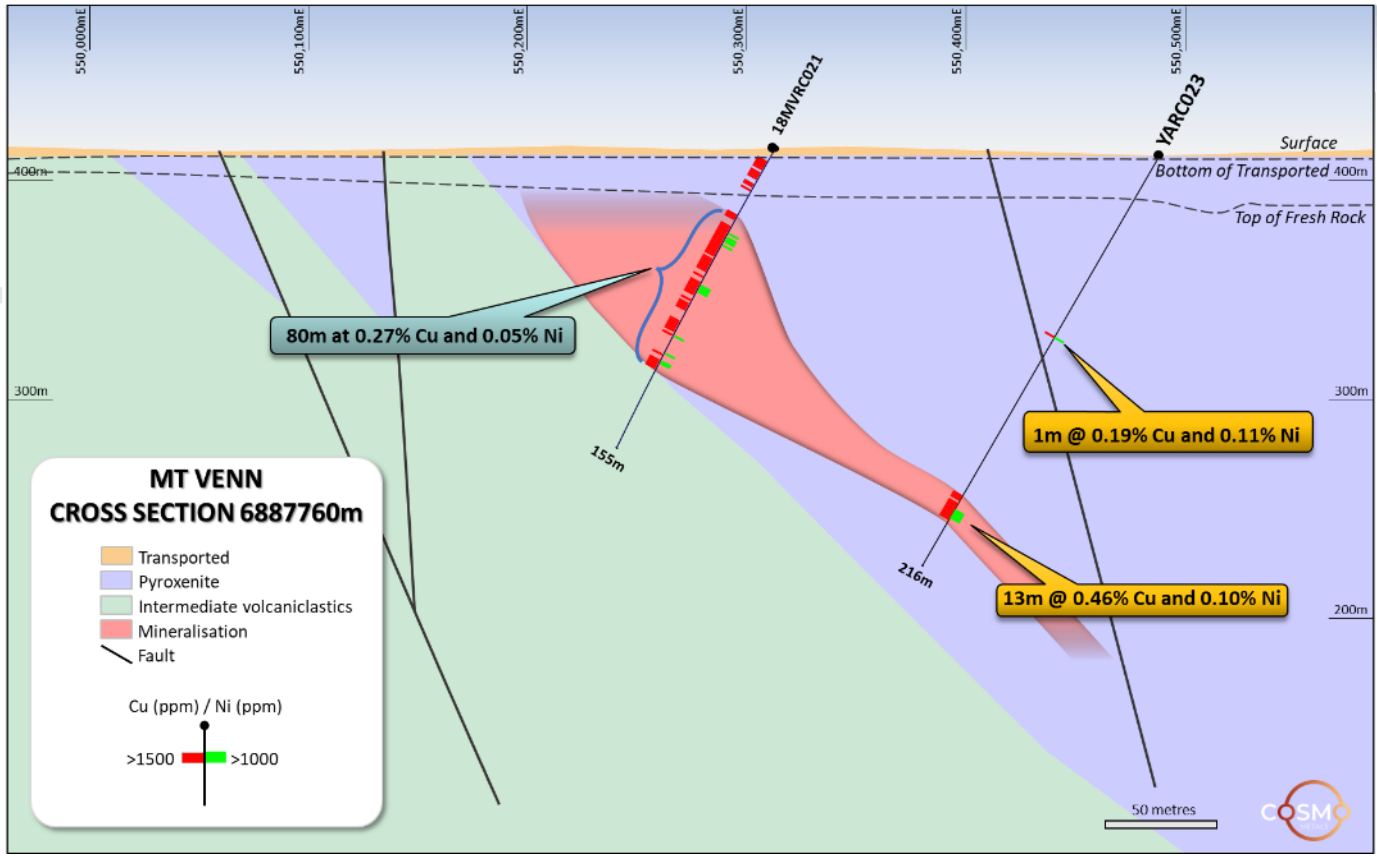 550,000mE
550,100mE
550,200mE
550,300mE
550,400mE
550,500mE
18MVRC021
YARC023
Surface
Bottom of Transported
Top of Fresh Rock
400m
400m
80m at 0.27% Cu and 0.05% Ni
300m
300m
1m @ 0.19% Cu and 0.11% Ni
155m
216m
13m @ 0.46% Cu and 0.10% Ni
200m
MT VENN
CROSS SECTION 6887760m
Transported
Pyroxenite
Intermediate volcaniclastics
Mineralisation
Fault
Cu (ppm) / Ni (ppm)
>1500 >1000
50 metres
COSMO
METALS